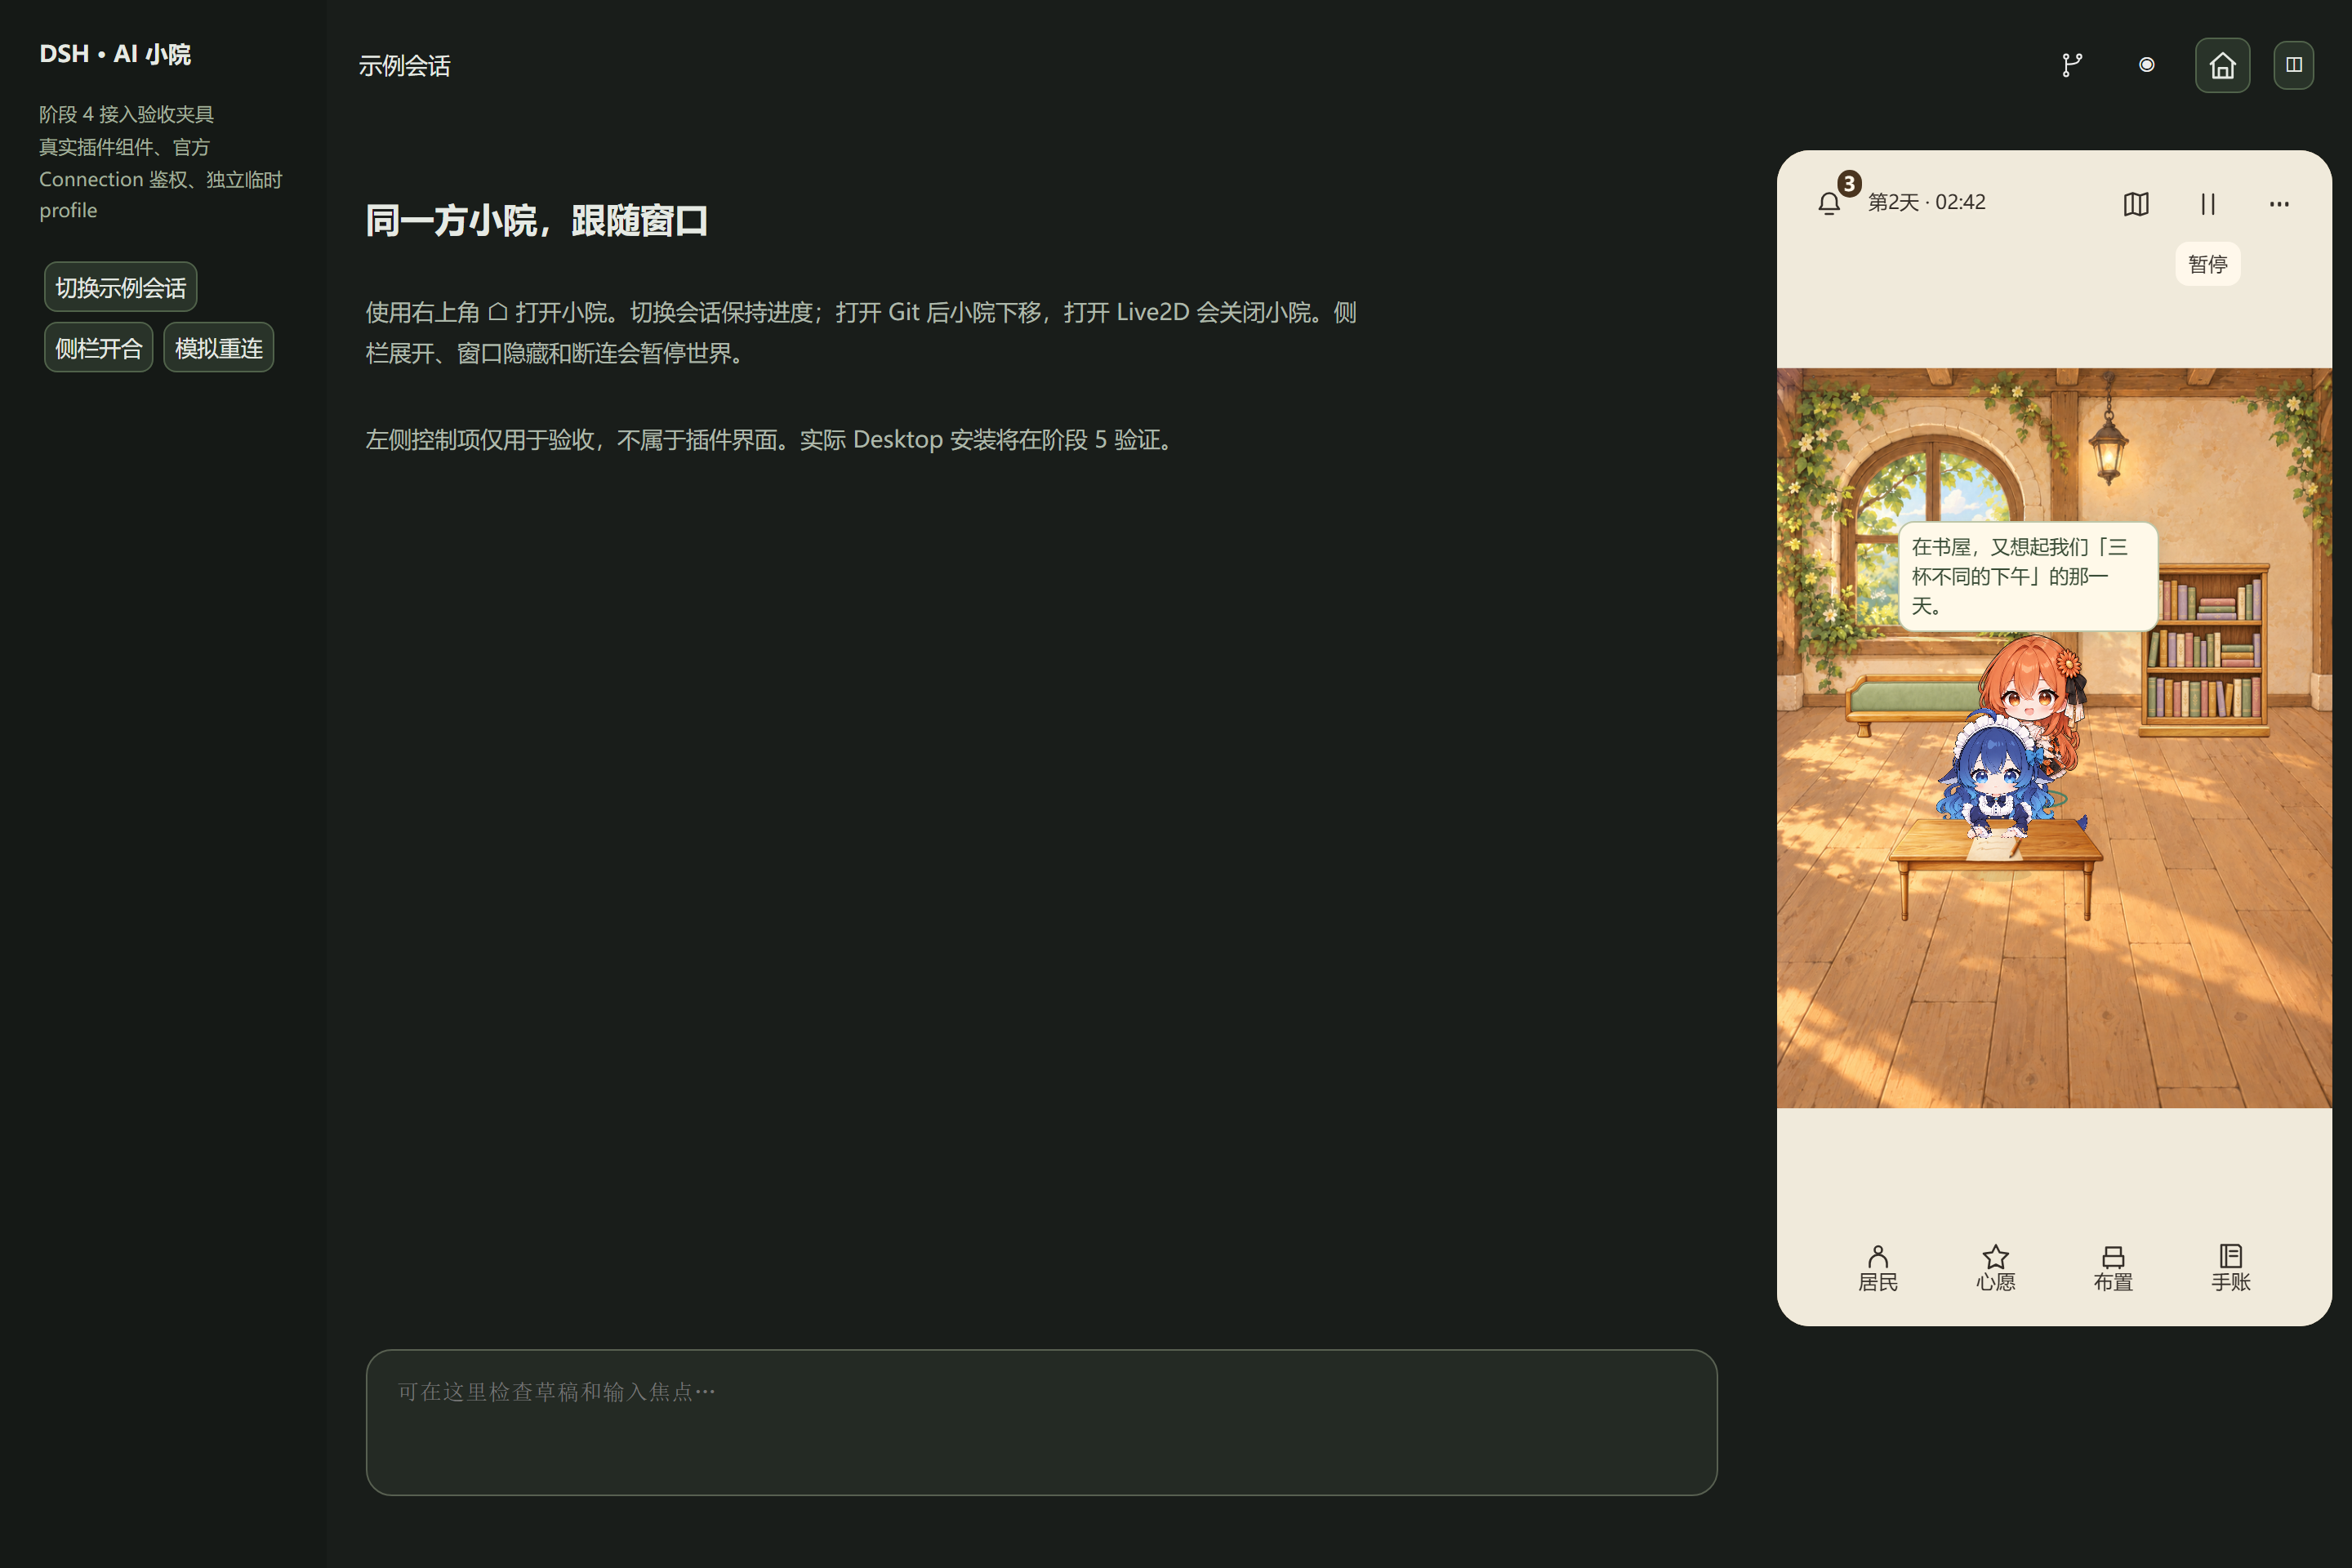 DSH • AI 小院
阶段 4 接入验收夹具
真实插件组件、官方
Connection 鉴权、独立临时
profile
切换示例会话
侧栏开合
模拟重连
示例会话
同一方小院，跟随窗口
使用右上角 ⌂ 打开小院。切换会话保持进度；打开 Git 后小院下移，打开 Live2D 会关闭小院。侧
栏展开、窗口隐藏和断连会暂停世界。
左侧控制项仅用于验收，不属于插件界面。实际 Desktop 安装将在阶段 5 验证。
可在这里检查草稿和输入焦点…
3
第2天 · 02:42
暂停
在书屋，又想起我们「三
杯不同的下午」的那一
天。
居民
心愿
布置
手账